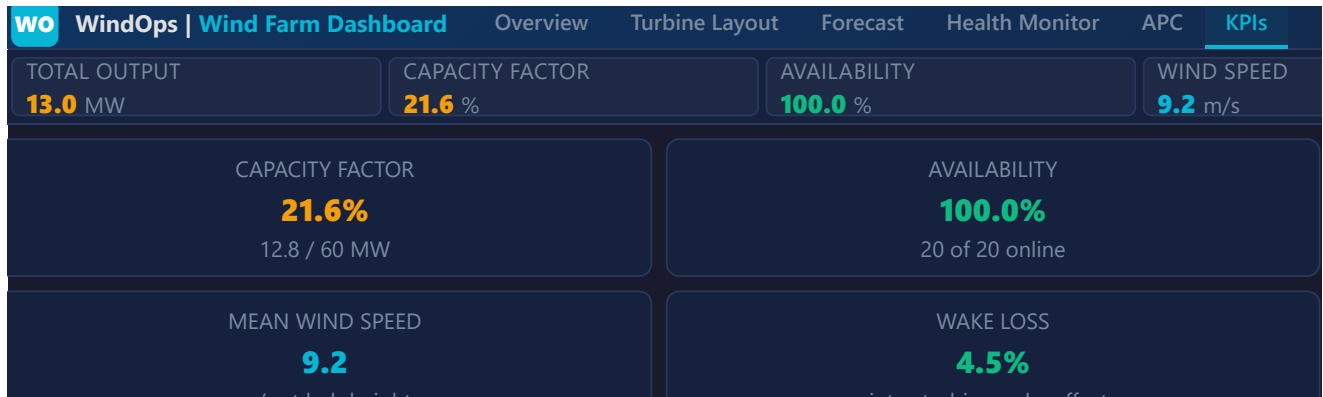 WO WindOps | Wind Farm Dashboard Overview Turbine Layout Forecast Health Monitor APC KPIs
TOTAL OUTPUT CAPACITY FACTOR AVAILABILITY WIND SPEED
13.0 MW 21.6 % 100.0 % 9.2 m/s
CAPACITY FACTOR AVAILABILITY
21.6% 100.0%
12.8 / 60 MW 20 of 20 online
MEAN WIND SPEED WAKE LOSS
9.2 4.5%